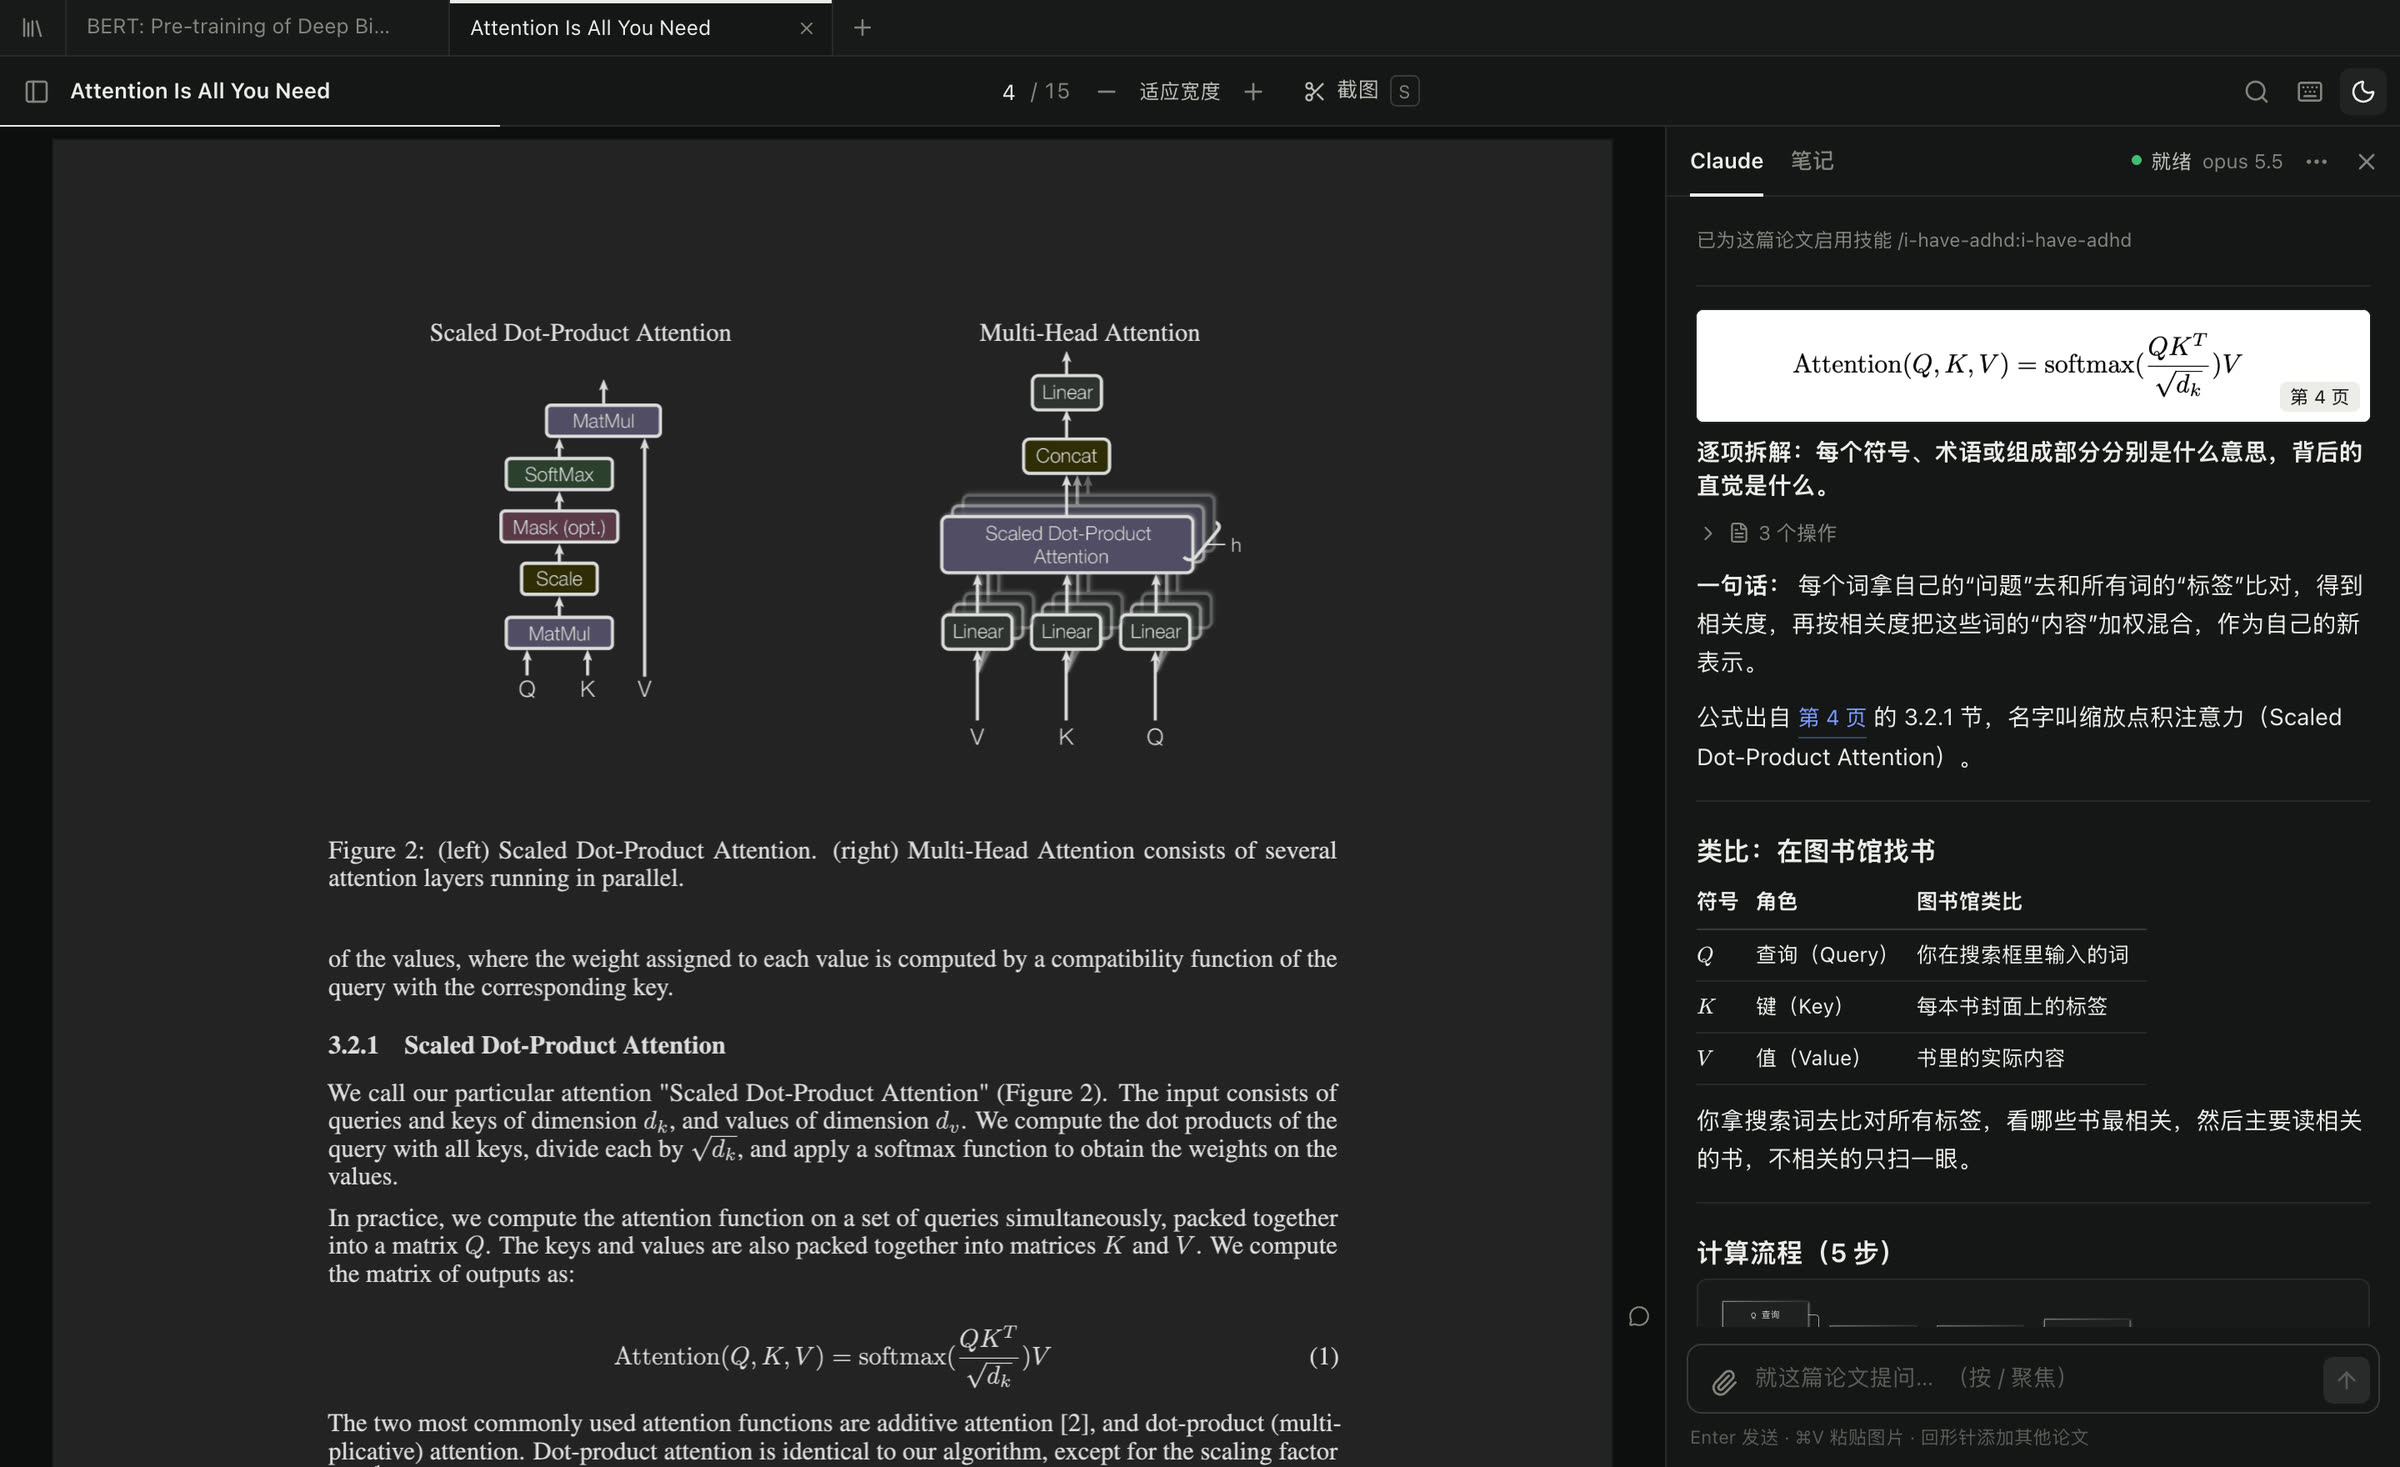 BERT: Pre-training of Deep Bi...
Attention Is All You Need
Attention Is All You Need
4 / 15
适应宽度
截图 S
Scaled Dot-Product Attention
MatMul
SoftMax
Mask (opt.)
Scale
MatMul
Q K V
Multi-Head Attention
Linear
Concat
Scaled Dot-Product
Attention
h
Linear Linear Linear
V K Q
Figure 2: (left) Scaled Dot-Product Attention. (right) Multi-Head Attention consists of several
attention layers running in parallel.
of the values, where the weight assigned to each value is computed by a compatibility function of the
query with the corresponding key.
3.2.1 Scaled Dot-Product Attention
We call our particular attention "Scaled Dot-Product Attention" (Figure 2). The input consists of
queries and keys of dimension dk, and values of dimension dv. We compute the dot products of the
query with all keys, divide each by √dk, and apply a softmax function to obtain the weights on the
values.
In practice, we compute the attention function on a set of queries simultaneously, packed together
into a matrix Q. The keys and values are also packed together into matrices K and V. We compute
the matrix of outputs as:
Attention(Q, K, V) = softmax(QK^T/√dk)V (1)
The two most commonly used attention functions are additive attention [2], and dot-product (multi-
plicative) attention. Dot-product attention is identical to our algorithm, except for the scaling factor
Claude 笔记
就绪 opus 5.5
已为这篇论文启用技能 /i-have-adhd:i-have-adhd
Attention(Q, K, V) = softmax(QK^T/√dk)V
第 4 页
逐项拆解：每个符号、术语或组成部分分别是什么意思，背后的
直觉是什么。
3 个操作
一句话： 每个词拿自己的“问题”去和所有词的“标签”比对，得到
相关度，再按相关度把这些词的“内容”加权混合，作为自己的新
表示。
公式出自 第 4 页 的 3.2.1 节，名字叫缩放点积注意力（Scaled
Dot-Product Attention）。
类比：在图书馆找书
符号 角色 图书馆类比
Q 查询（Query） 你在搜索框里输入的词
K 键（Key） 每本书封面上的标签
V 值（Value） 书里的实际内容
你拿搜索词去比对所有标签，看哪些书最相关，然后主要读相关
的书，不相关的只扫一眼。
计算流程（5 步）
Q 查询
就这篇论文提问... （按 / 聚焦）
Enter 发送 · ⌘V 粘贴图片 · 回形针添加其他论文